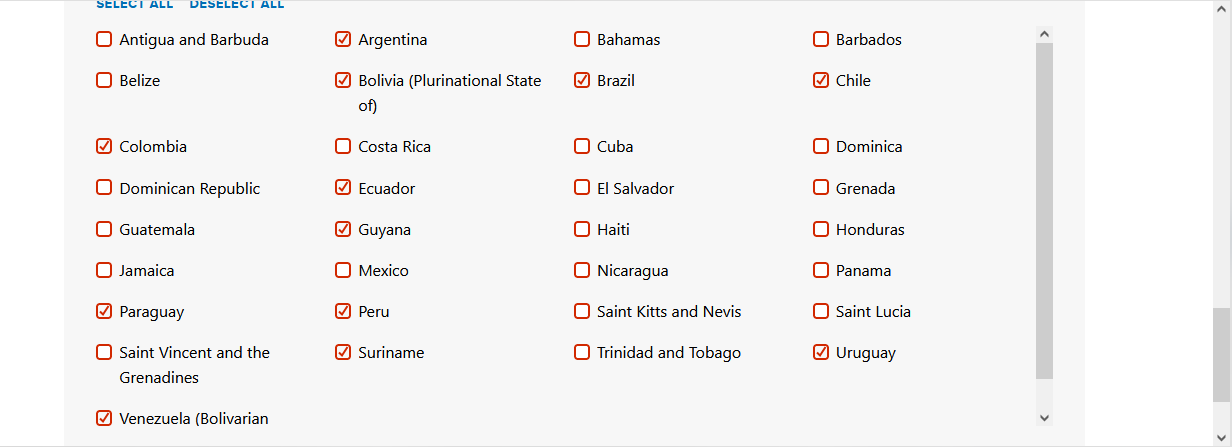 SELECT ALL DESELECT ALL
Antigua and Barbuda Argentina Bahamas Barbados
Belize Bolivia (Plurinational State of) Brazil Chile
Colombia Costa Rica Cuba Dominica
Dominican Republic Ecuador El Salvador Grenada
Guatemala Guyana Haiti Honduras
Jamaica Mexico Nicaragua Panama
Paraguay Peru Saint Kitts and Nevis Saint Lucia
Saint Vincent and the Grenadines Suriname Trinidad and Tobago Uruguay
Venezuela (Bolivarian